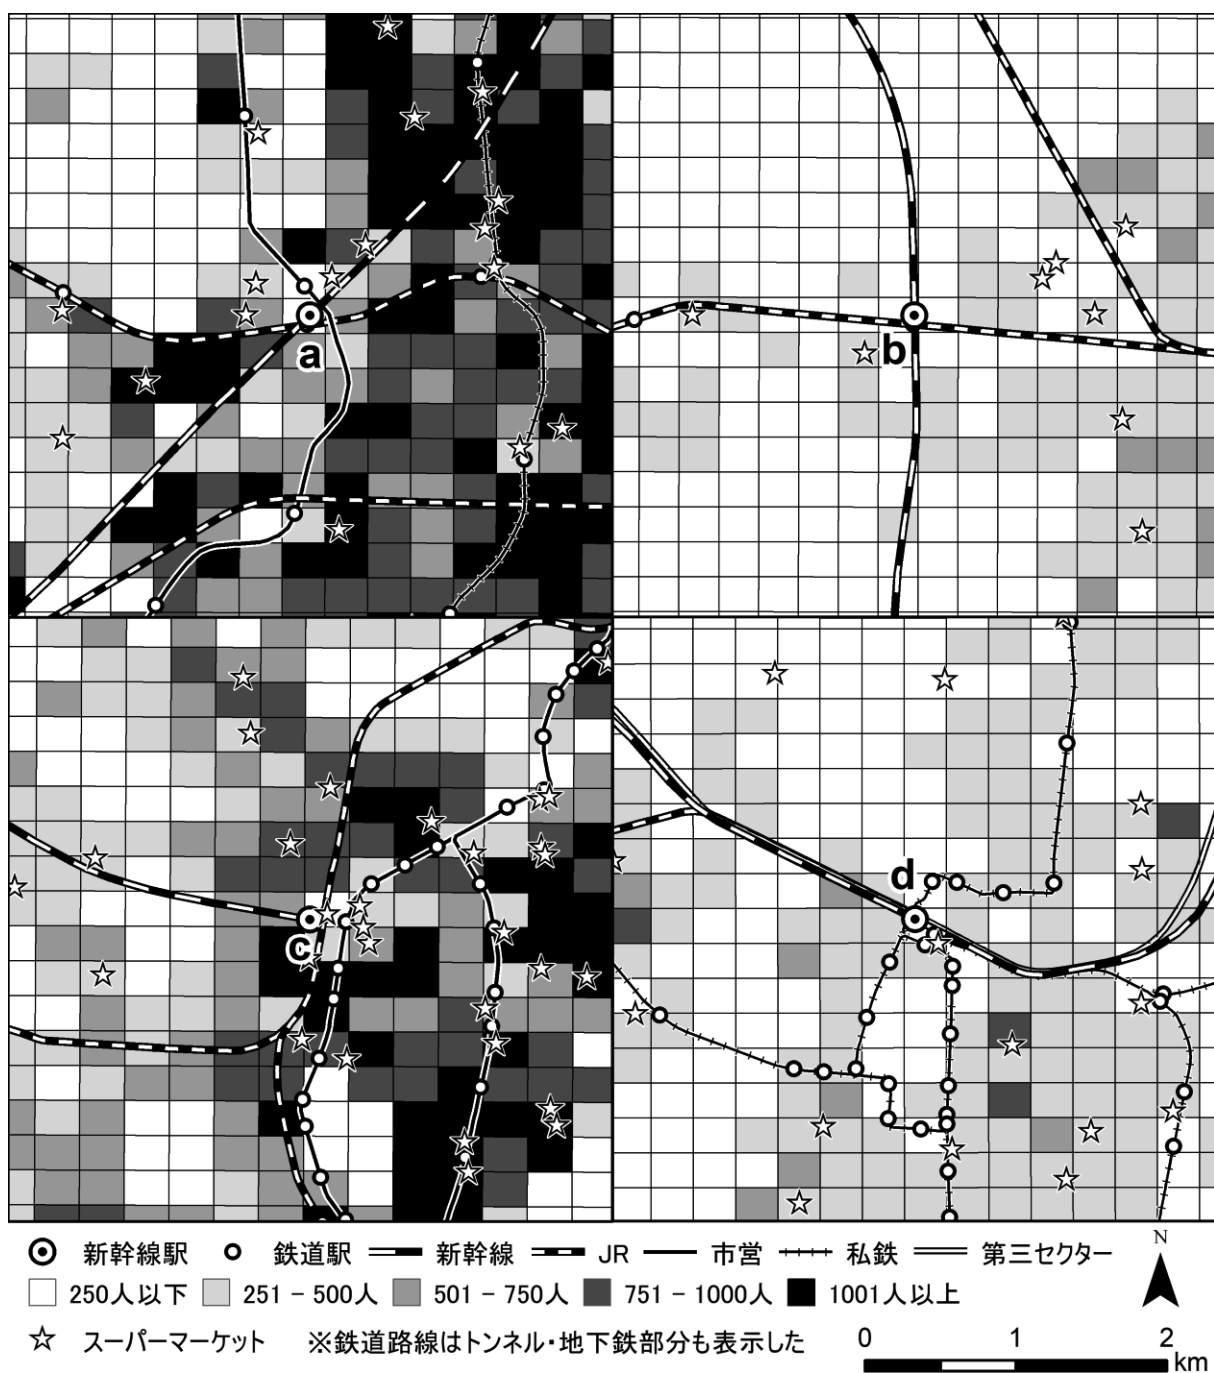 a
b
c
d
新幹線駅 鉄道駅 新幹線 JR 市営 私鉄 第三セクター
N
250人以下 251 - 500人 501 - 750人 751 - 1000人 1001人以上
スーパーマーケット ※鉄道路線はトンネル・地下鉄部分も表示した
0 1 2
km